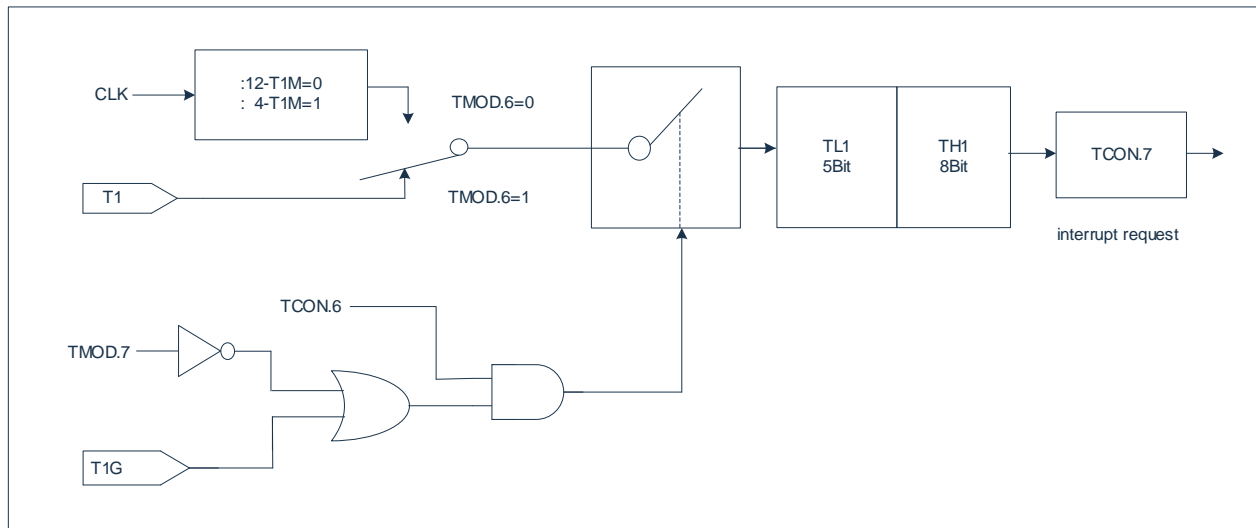 :12-T1M=0
: 4-T1M=1
CLK
TMOD.6=0
T1
TMOD.6=1
TL1
5Bit
TH1
8Bit
TCON.7
interrupt request
TCON.6
TMOD.7
T1G